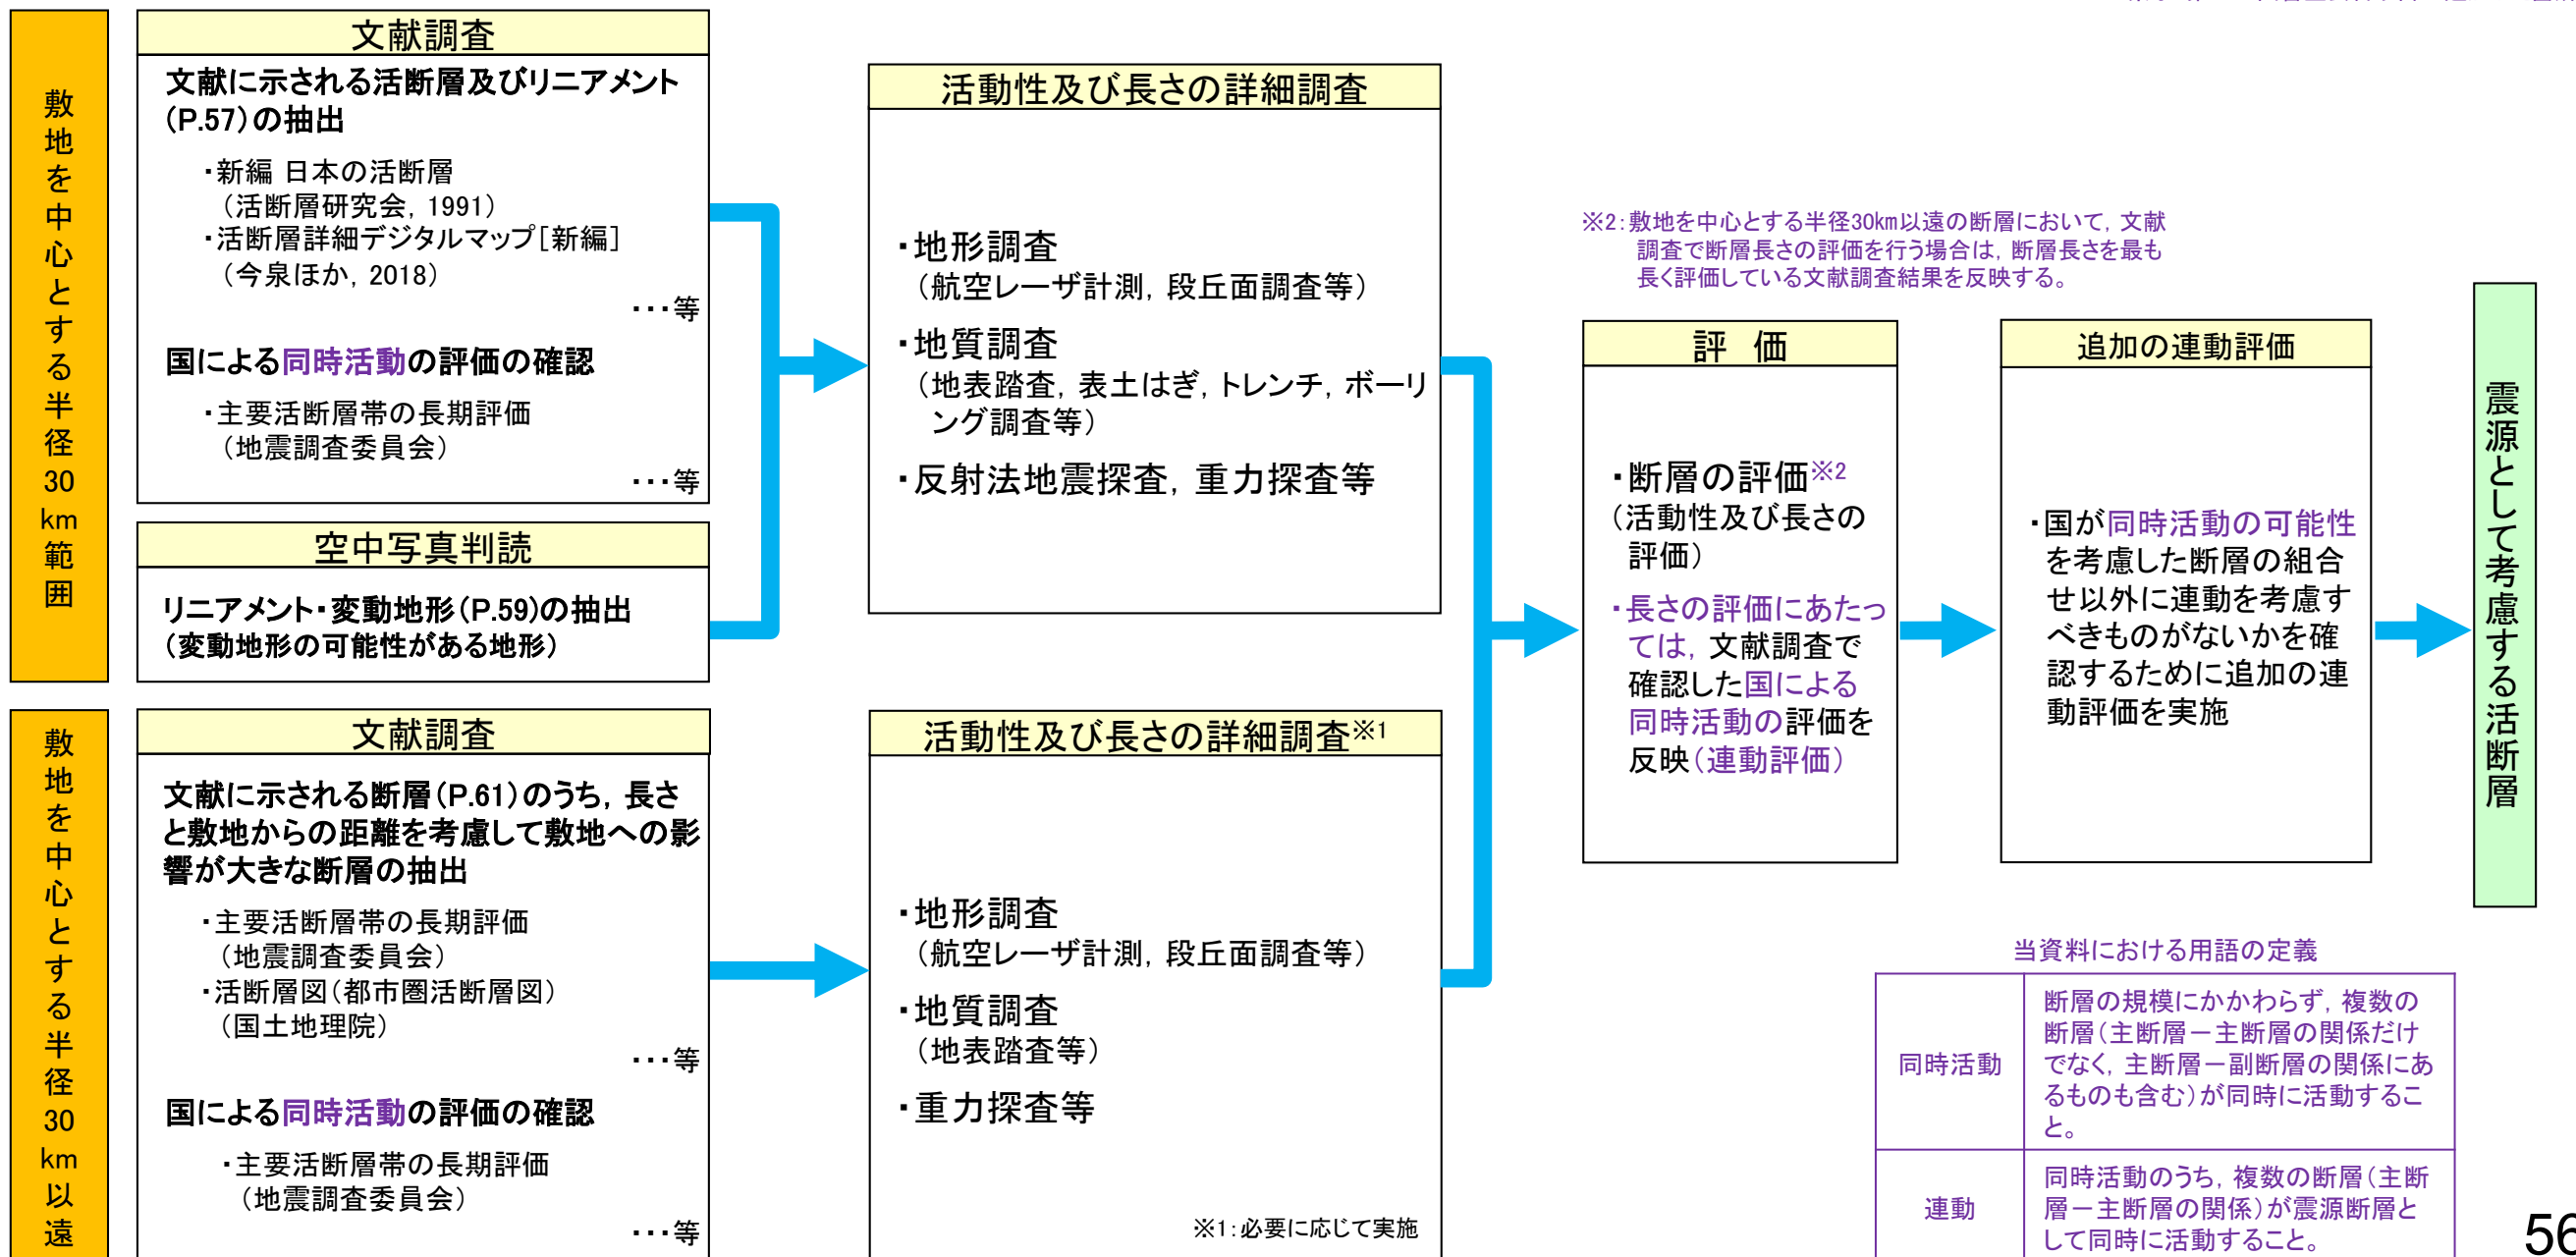 敷地を中心とする半径30km範囲
文献調査
文献に示される活断層及びリニアメント
(P.57)の抽出
・新編 日本の活断層
(活断層研究会, 1991)
・活断層詳細デジタルマップ[新編]
(今泉ほか, 2018)
・・・等
国による同時活動の評価の確認
・主要活断層帯の長期評価
(地震調査委員会)
・・・等
空中写真判読
リニアメント・変動地形(P.59)の抽出
(変動地形の可能性がある地形)
活動性及び長さの詳細調査
・地形調査
(航空レーザ計測, 段丘面調査等)
・地質調査
(地表踏査, 表土はぎ, トレンチ, ボーリ
ング調査等)
・反射法地震探査, 重力探査等
敷地を中心とする半径30km以遠
文献調査
文献に示される断層(P.61)のうち, 長さ
と敷地からの距離を考慮して敷地への影
響が大きな断層の抽出
・主要活断層帯の長期評価
(地震調査委員会)
・活断層図(都市圏活断層図)
(国土地理院)
・・・等
国による同時活動の評価の確認
・主要活断層帯の長期評価
(地震調査委員会)
・・・等
活動性及び長さの詳細調査※1
・地形調査
(航空レーザ計測, 段丘面調査等)
・地質調査
(地表踏査等)
・重力探査等
※1:必要に応じて実施
※2:敷地を中心とする半径30km以遠の断層において, 文献
調査で断層長さの評価を行う場合は, 断層長さを最も
長く評価している文献調査結果を反映する。
評 価
・断層の評価※2
(活動性及び長さの
評価)
・長さの評価にあたっ
ては, 文献調査で
確認した国による
同時活動の評価を
反映(連動評価)
追加の連動評価
・国が同時活動の可能性
を考慮した断層の組合
せ以外に連動を考慮す
べきものがないかを確
認するために追加の連
動評価を実施
震源として考慮する活断層
当資料における用語の定義
同時活動
断層の規模にかかわらず, 複数の
断層(主断層－主断層の関係だけ
でなく, 主断層－副断層の関係にあ
るものも含む)が同時に活動するこ
と。
連動
同時活動のうち, 複数の断層(主断
層－主断層の関係)が震源断層と
して同時に活動すること。
56